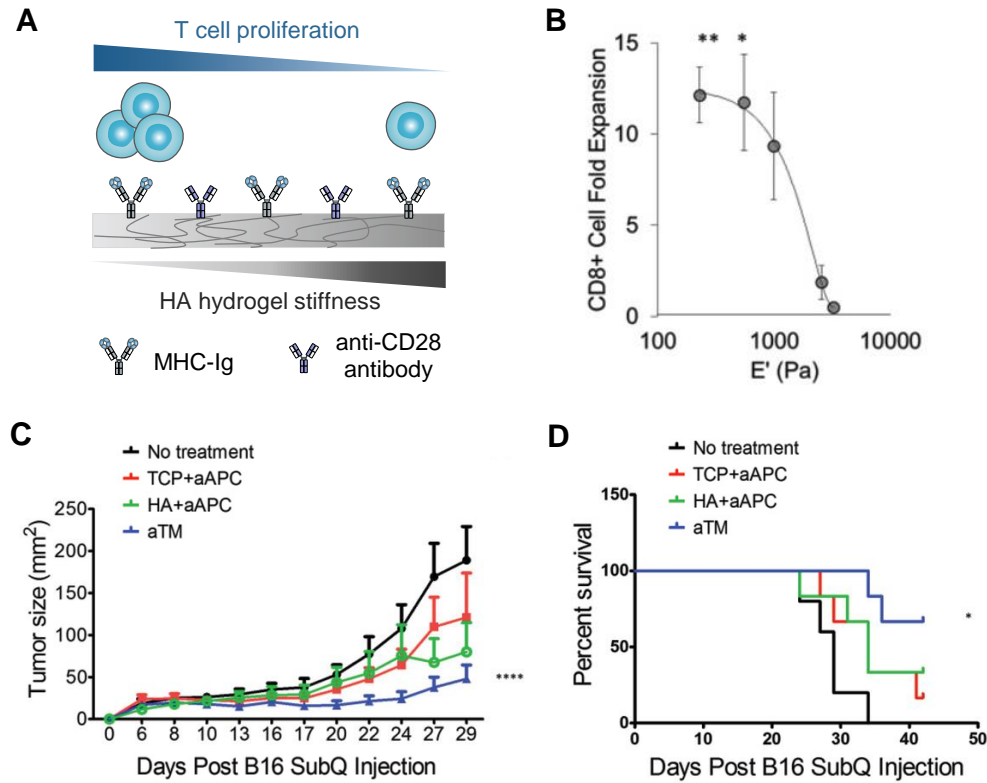 A
T cell proliferation
HA hydrogel stiffness
MHC-Ig
anti-CD28
antibody
B
CD8+ Cell Fold Expansion
15
10
5
0
** *
100 1000 10000
E' (Pa)
C
No treatment
TCP+aAPC
HA+aAPC
aTM
Tumor size (mm²)
250
200
150
100
50
0
****
0 6 8 10 13 16 17 20 22 24 27 29
Days Post B16 SubQ Injection
D
No treatment
TCP+aAPC
HA+aAPC
aTM
Percent survival
150
100
50
0
*
0 10 20 30 40 50
Days Post B16 SubQ Injection